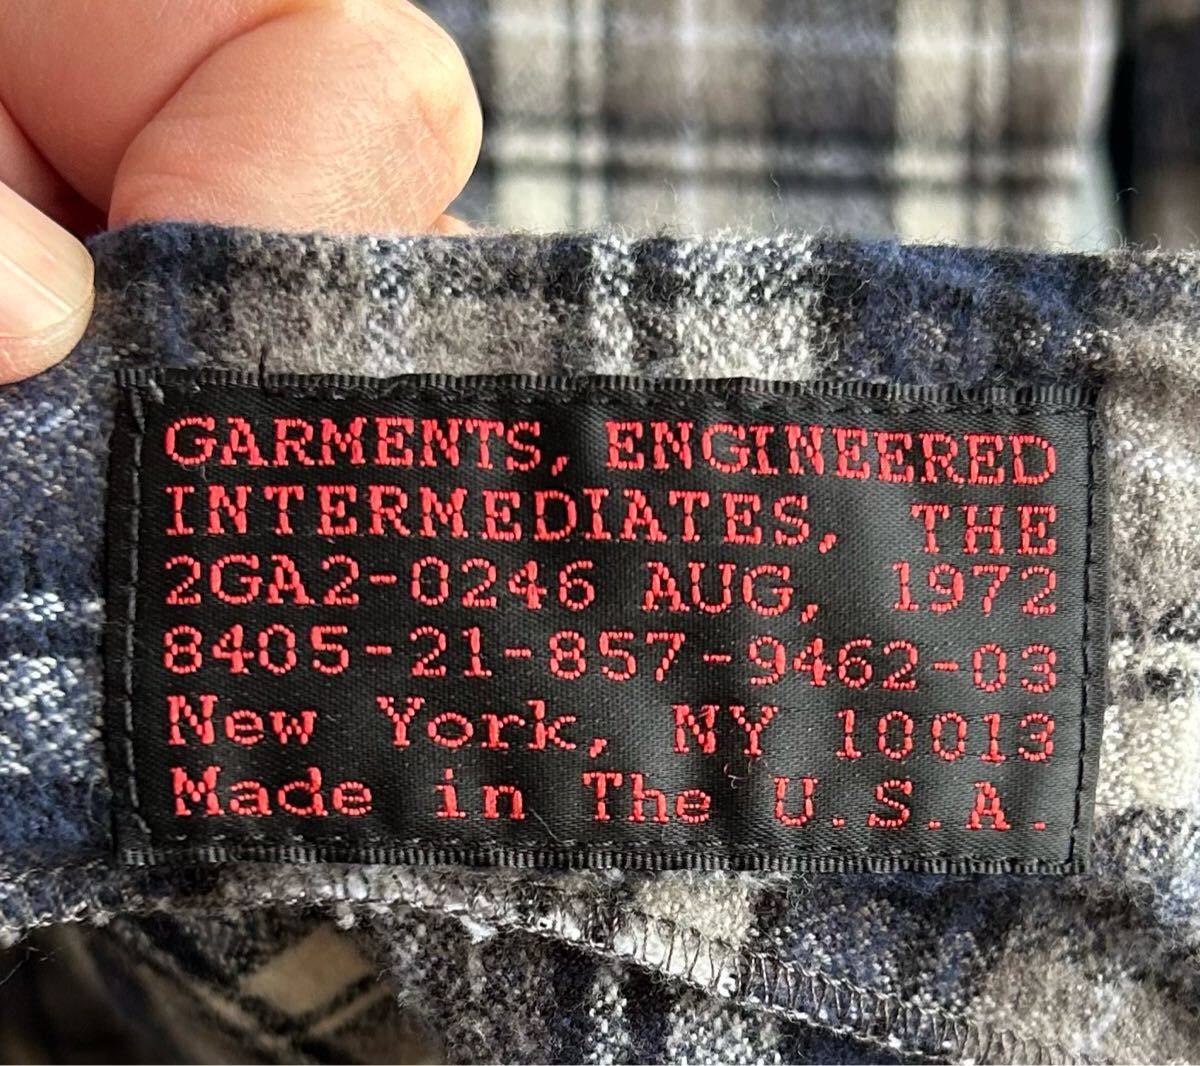 GARMENTS, ENGINEERED
INTERMEDIATES, THE
2GA2-0246 AUG, 1972
8405-21-857-9462-03
New York, NY 10013
Made in The U.S.A.